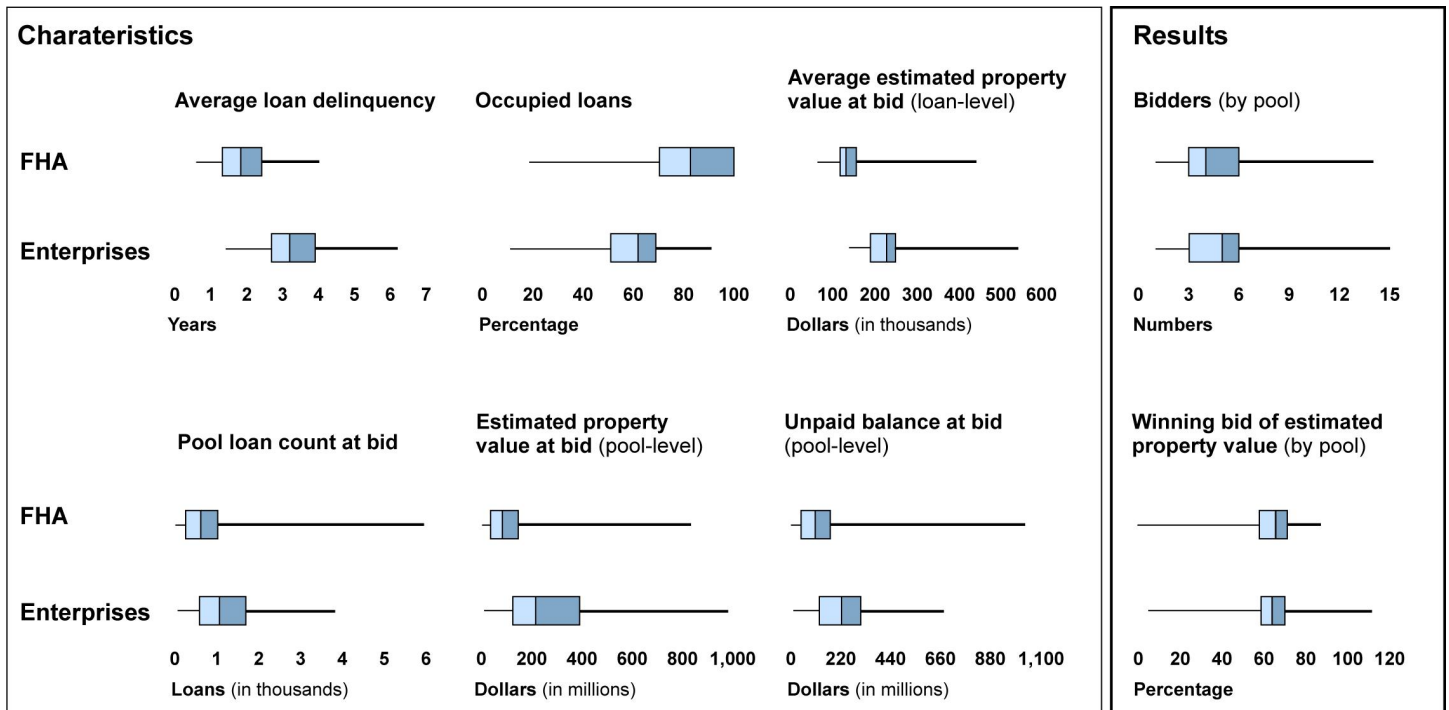 Charateristics
Average loan delinquency
Occupied loans
Average estimated property
value at bid (loan-level)
FHA
Enterprises
0 1 2 3 4 5 6 7
Years
0 20 40 60 80 100
Percentage
0 100 200 300 400 500 600
Dollars (in thousands)
Pool loan count at bid
Estimated property
value at bid (pool-level)
Unpaid balance at bid
(pool-level)
FHA
Enterprises
0 1 2 3 4 5 6
Loans (in thousands)
0 200 400 600 800 1,000
Dollars (in millions)
0 220 440 660 880 1,100
Dollars (in millions)
Results
Bidders (by pool)
0 3 6 9 12 15
Numbers
Winning bid of estimated
property value (by pool)
0 20 40 60 80 100 120
Percentage